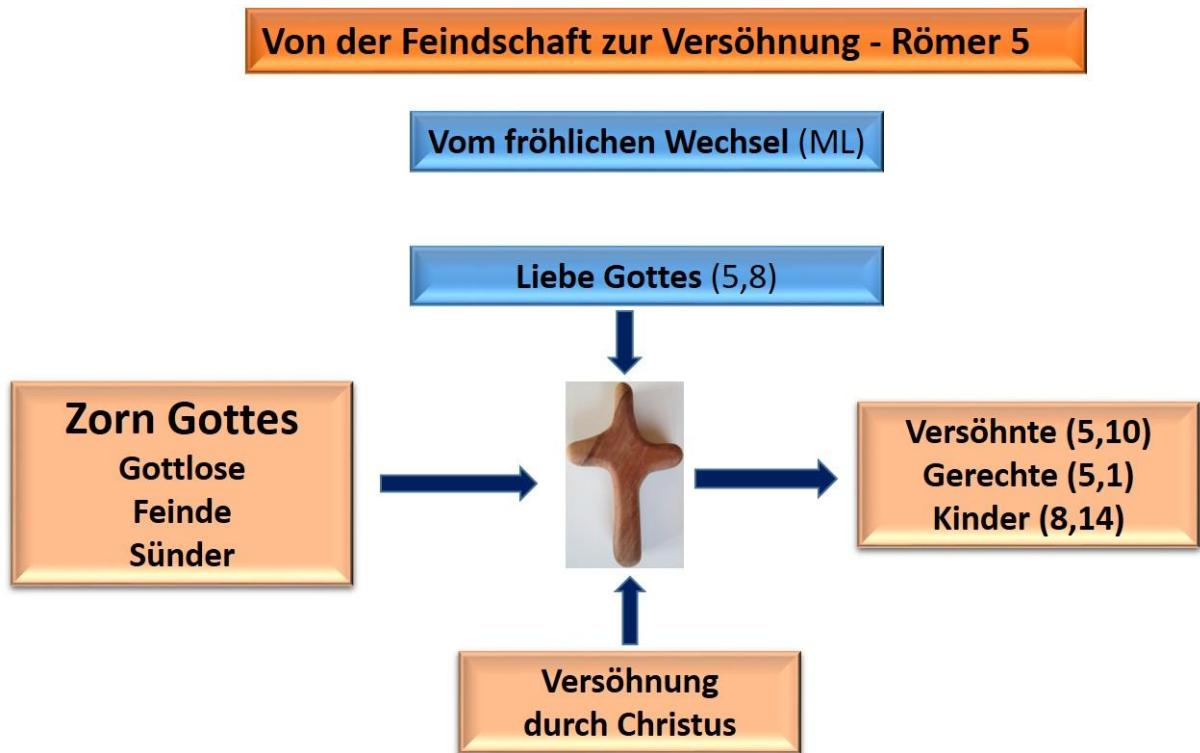 Von der Feindschaft zur Versöhnung - Römer 5
Vom fröhlichen Wechsel (ML)
Liebe Gottes (5,8)
Zorn Gottes
Gottlose
Feinde
Sünder
Versöhnte (5,10)
Gerechte (5,1)
Kinder (8,14)
Versöhnung
durch Christus